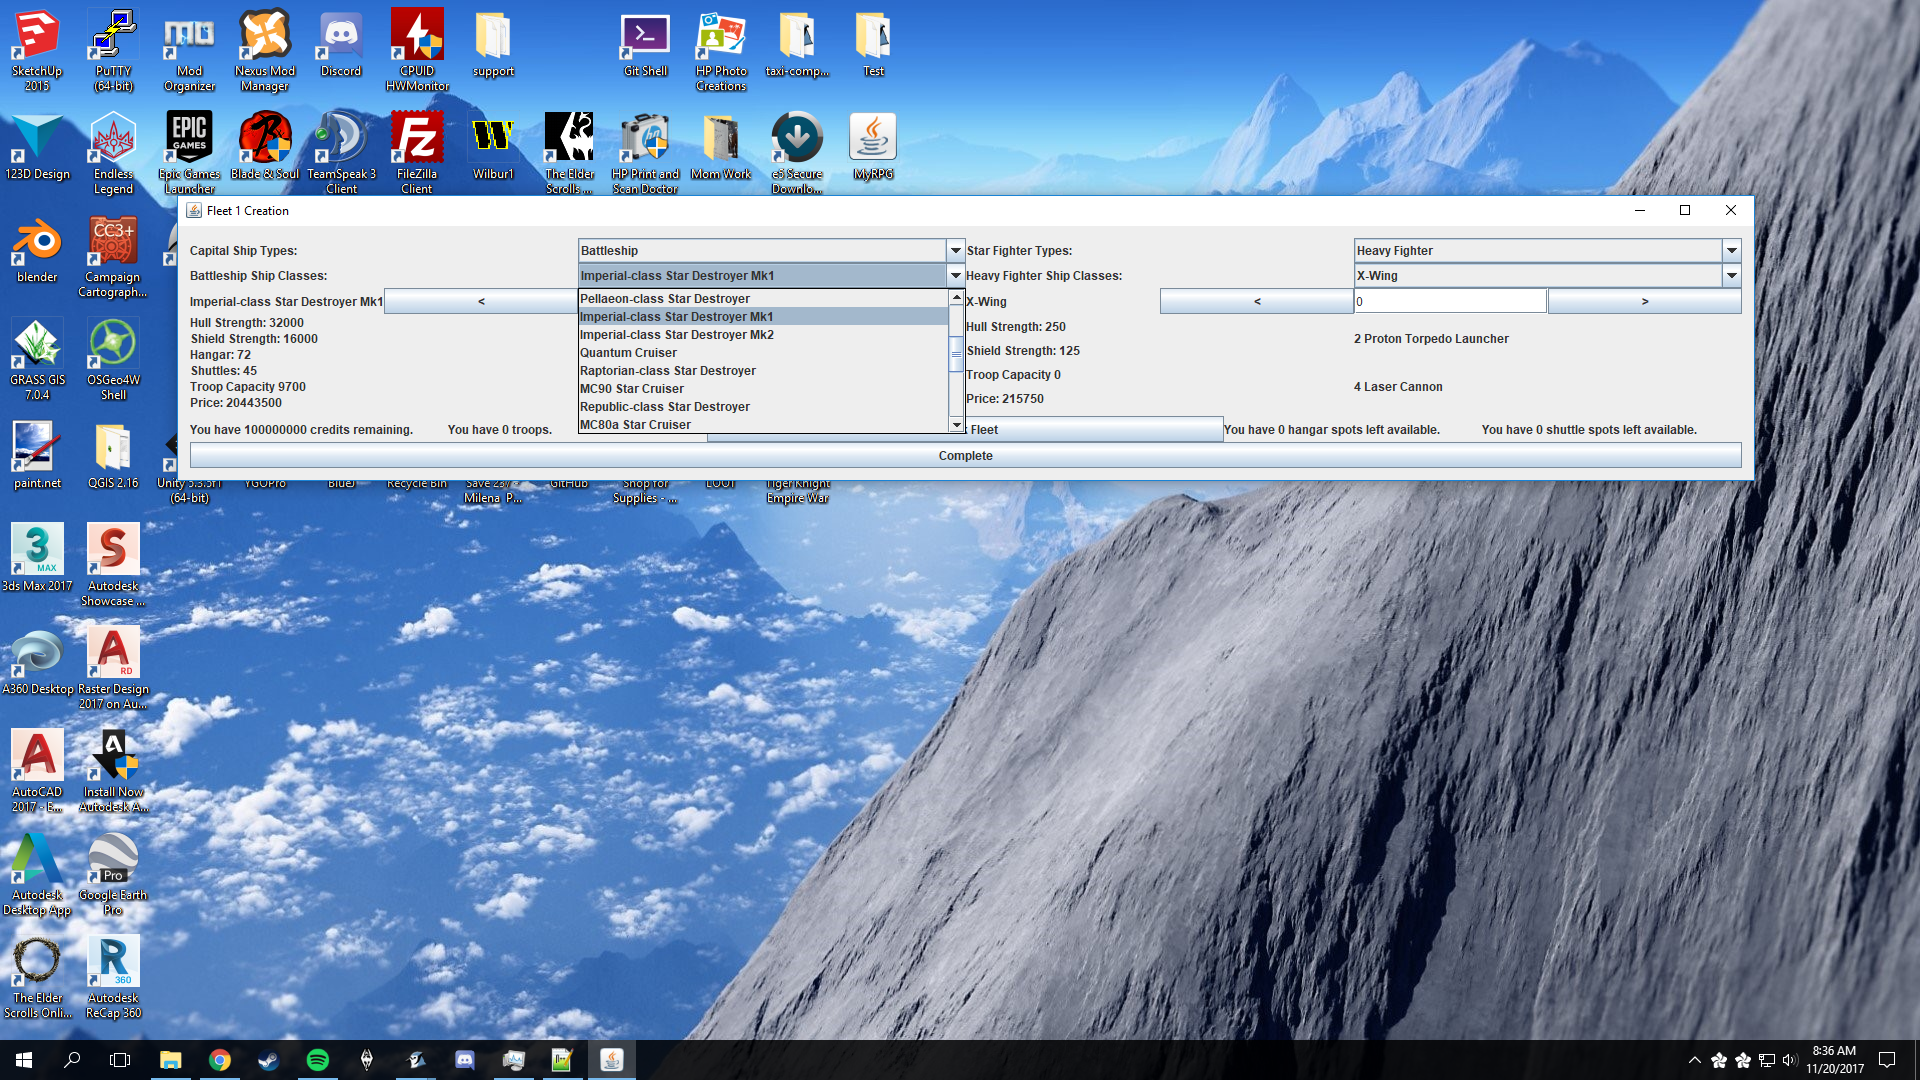 SketchUp 2015
PuTTY (64-bit)
Mod Organizer
Nexus Mod Manager
Discord
CPUID HWMonitor
support
Git Shell
HP Photo Creations
taxi-comp...
Test
123D Design
Endless Legend
EPIC GAMES
Epic Games Launcher
Blade & Soul
TeamSpeak 3 Client
FileZilla Client
Wilbur1
The Elder Scrolls ...
HP Print and Scan Doctor
Mom Work
e5 Secure Downlo...
MyRPG
blender
CC3+
Campaign Cartograph...
Fleet 1 Creation
Capital Ship Types:
Battleship
Star Fighter Types:
Heavy Fighter
Battleship Ship Classes:
Imperial-class Star Destroyer Mk1
Heavy Fighter Ship Classes:
X-Wing
Imperial-class Star Destroyer Mk1
<
X-Wing
<
0
>
Pellaeon-class Star Destroyer
Imperial-class Star Destroyer Mk1
Imperial-class Star Destroyer Mk2
Quantum Cruiser
Raptorian-class Star Destroyer
MC90 Star Cruiser
Republic-class Star Destroyer
MC80a Star Cruiser
Hull Strength: 32000
Shield Strength: 16000
Hangar: 72
Shuttles: 45
Troop Capacity 9700
Price: 20443500
Hull Strength: 250
Shield Strength: 125
Troop Capacity 0
Price: 215750
2 Proton Torpedo Launcher
4 Laser Cannon
You have 100000000 credits remaining.
You have 0 troops.
Fleet
You have 0 hangar spots left available.
You have 0 shuttle spots left available.
Complete
GRASS GIS 7.0.4
OSGeo4W Shell
paint.net
QGIS 2.16
Unity 5.3.5f1 (64-bit)
YGOPro
BlueJ
Recycle Bin
Save 237 - Milena P...
GitHub
Shop for Supplies - ...
LOOT
Tiger Knight Empire War
3 MAX
3ds Max 2017
Autodesk Showcase ...
A360 Desktop
RD
Raster Design 2017 on Au...
AutoCAD 2017 - E...
Install Now Autodesk A...
Autodesk Desktop App
Pro
Google Earth Pro
The Elder Scrolls Onli...
R 360
Autodesk ReCap 360
8:36 AM
11/20/2017